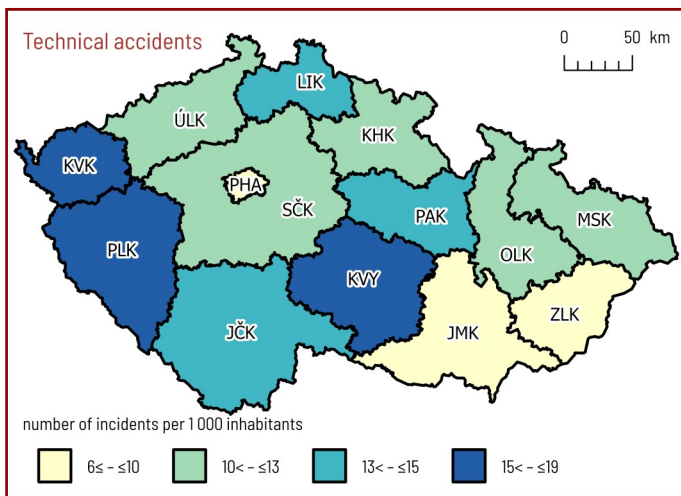 Technical accidents
0 50 km
LIK
ÚLK
KHK
KVK
PHA
SČK
PAK
MSK
PLK
OLK
KVY
ZLK
JČK
JMK
number of incidents per 1 000 inhabitants
6≤ – ≤10 10< – ≤13 13< – ≤15 15< – ≤19